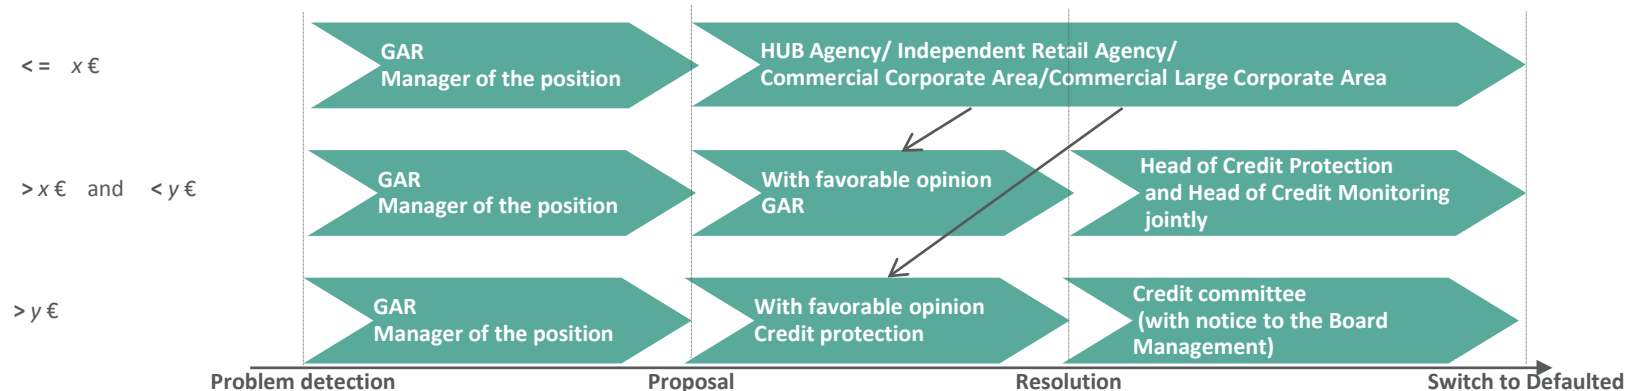 <= x €
GAR
Manager of the position
HUB Agency/ Independent Retail Agency/
Commercial Corporate Area/Commercial Large Corporate Area
> x € and < y €
GAR
Manager of the position
With favorable opinion
GAR
Head of Credit Protection
and Head of Credit Monitoring
jointly
> y €
GAR
Manager of the position
With favorable opinion
Credit protection
Credit committee
(with notice to the Board
Management)
Problem detection
Proposal
Resolution
Switch to Defaulted